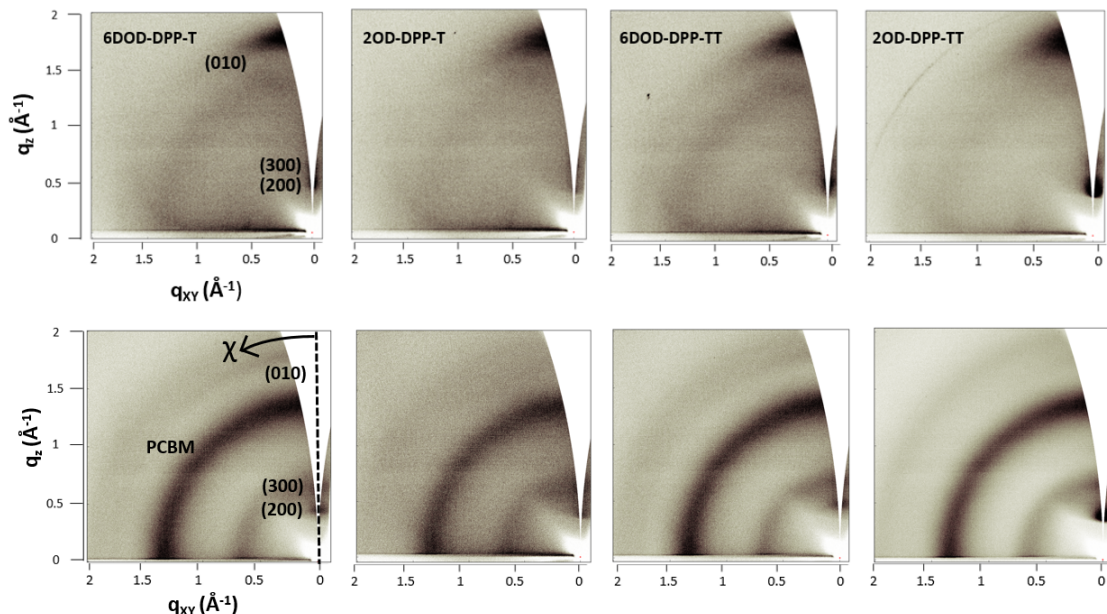 6DOD-DPP-T
2OD-DPP-T
6DOD-DPP-TT
2OD-DPP-TT
(010)
(300)
(200)
q_z (Å⁻¹)
2
1.5
1
0.5
0
2 1.5 1 0.5 0
2 1.5 1 0.5 0
2 1.5 1 0.5 0
2 1.5 1 0.5 0
q_XY (Å⁻¹)
χ
(010)
PCBM
(300)
(200)
q_z (Å⁻¹)
2
1.5
1
0.5
0
2 1.5 1 0.5 0
2 1.5 1 0.5 0
2 1.5 1 0.5 0
2 1.5 1 0.5 0
q_XY (Å⁻¹)